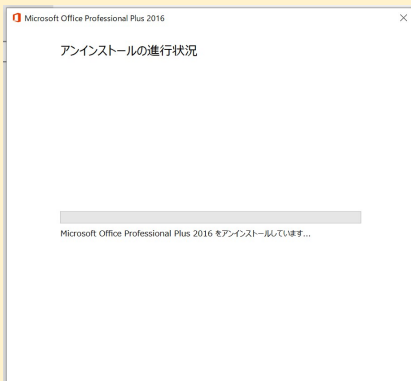 Microsoft Office Professional Plus 2016
アンインストールの進行状況
Microsoft Office Professional Plus 2016 をアンインストールしています...